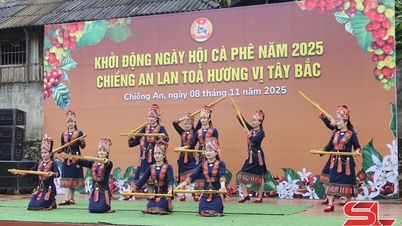 KHỞI ĐỘNG NGÀY HỘI CÀ PHÊ NĂM 2025
CHIỀNG AN LAN TOẢ HƯƠNG VỊ TÂY BẮC
Chiềng An, ngày 08 tháng 11 năm 2025
SL